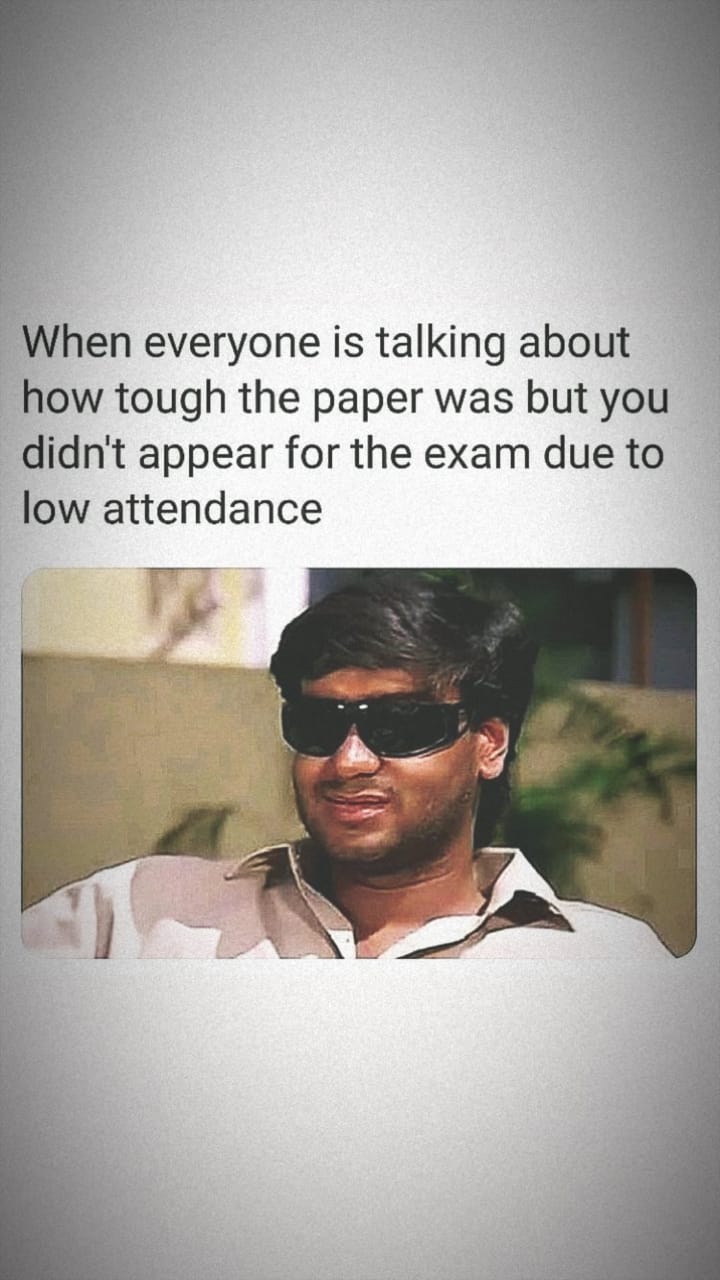 When everyone is talking about
how tough the paper was but you
didn't appear for the exam due to
low attendance